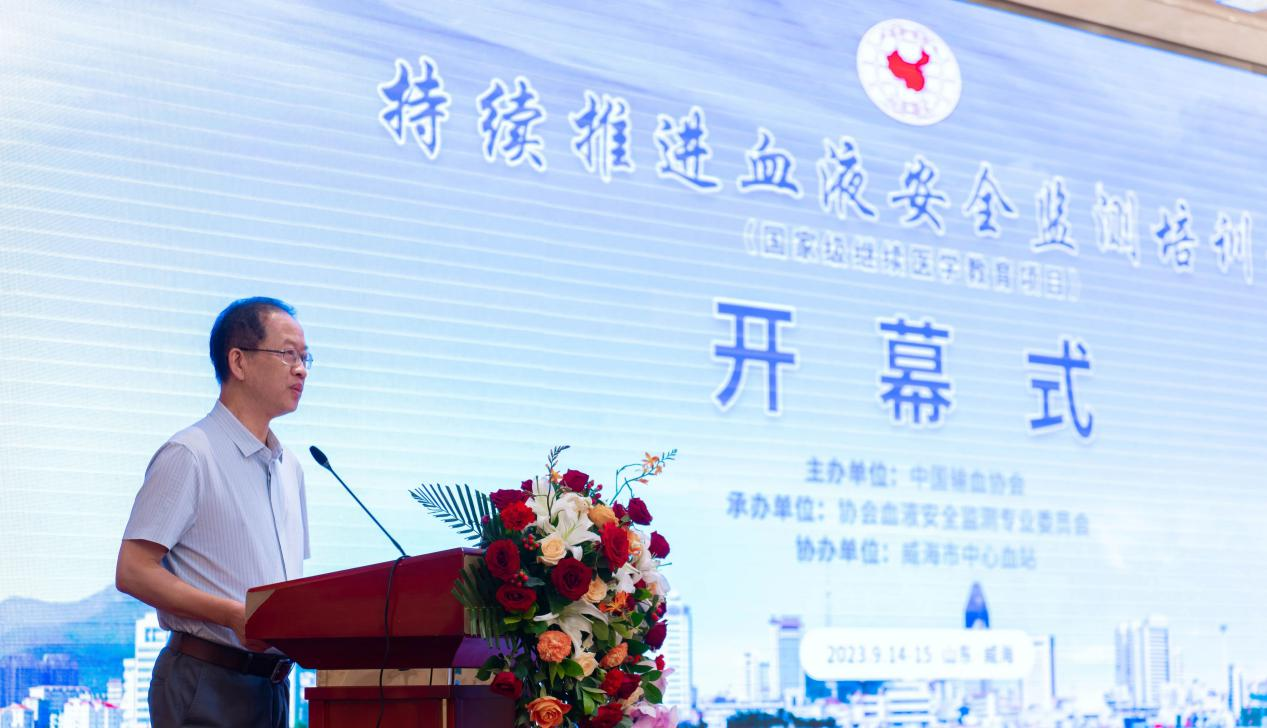 持续推进血液安全监测培训
（国家级继续医学教育项目）
开幕式
主办单位：中国输血协会
承办单位：协会血液安全监测专业委员会
协办单位：威海市中心血站
2023.9.14-15 山东 威海